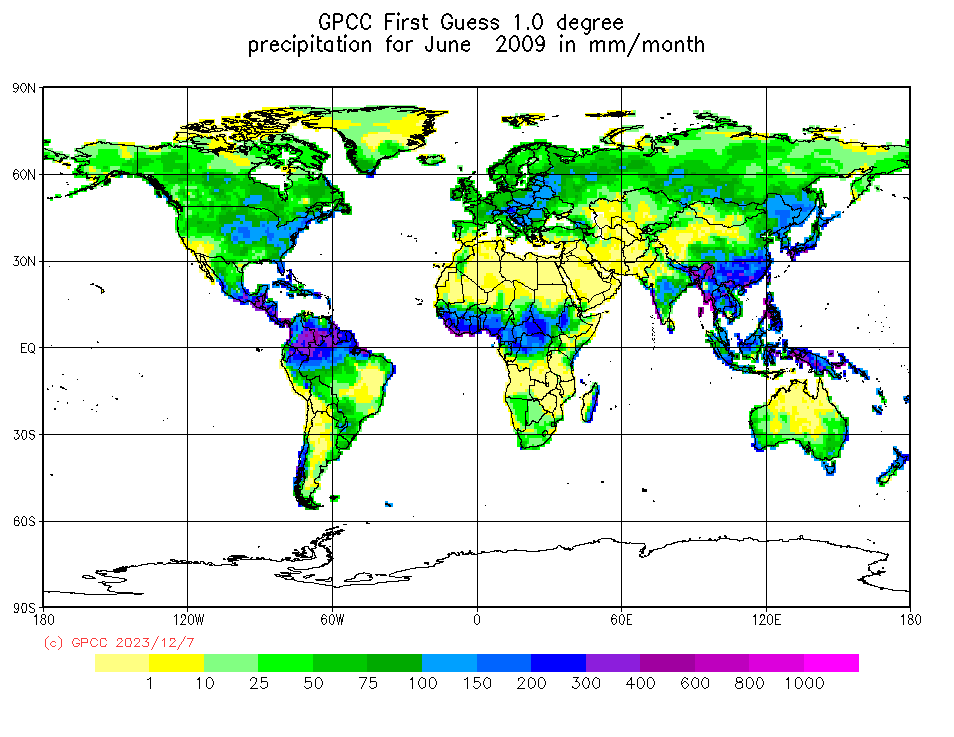 GPCC First Guess 1.0 degree
precipitation for June  2009 in mm/month
90N
60N
30N
EQ
30S
60S
90S
180 120W 60W 0 60E 120E 180
(c) GPCC 2023/12/7
1 10 25 50 75 100 150 200 300 400 600 800 1000